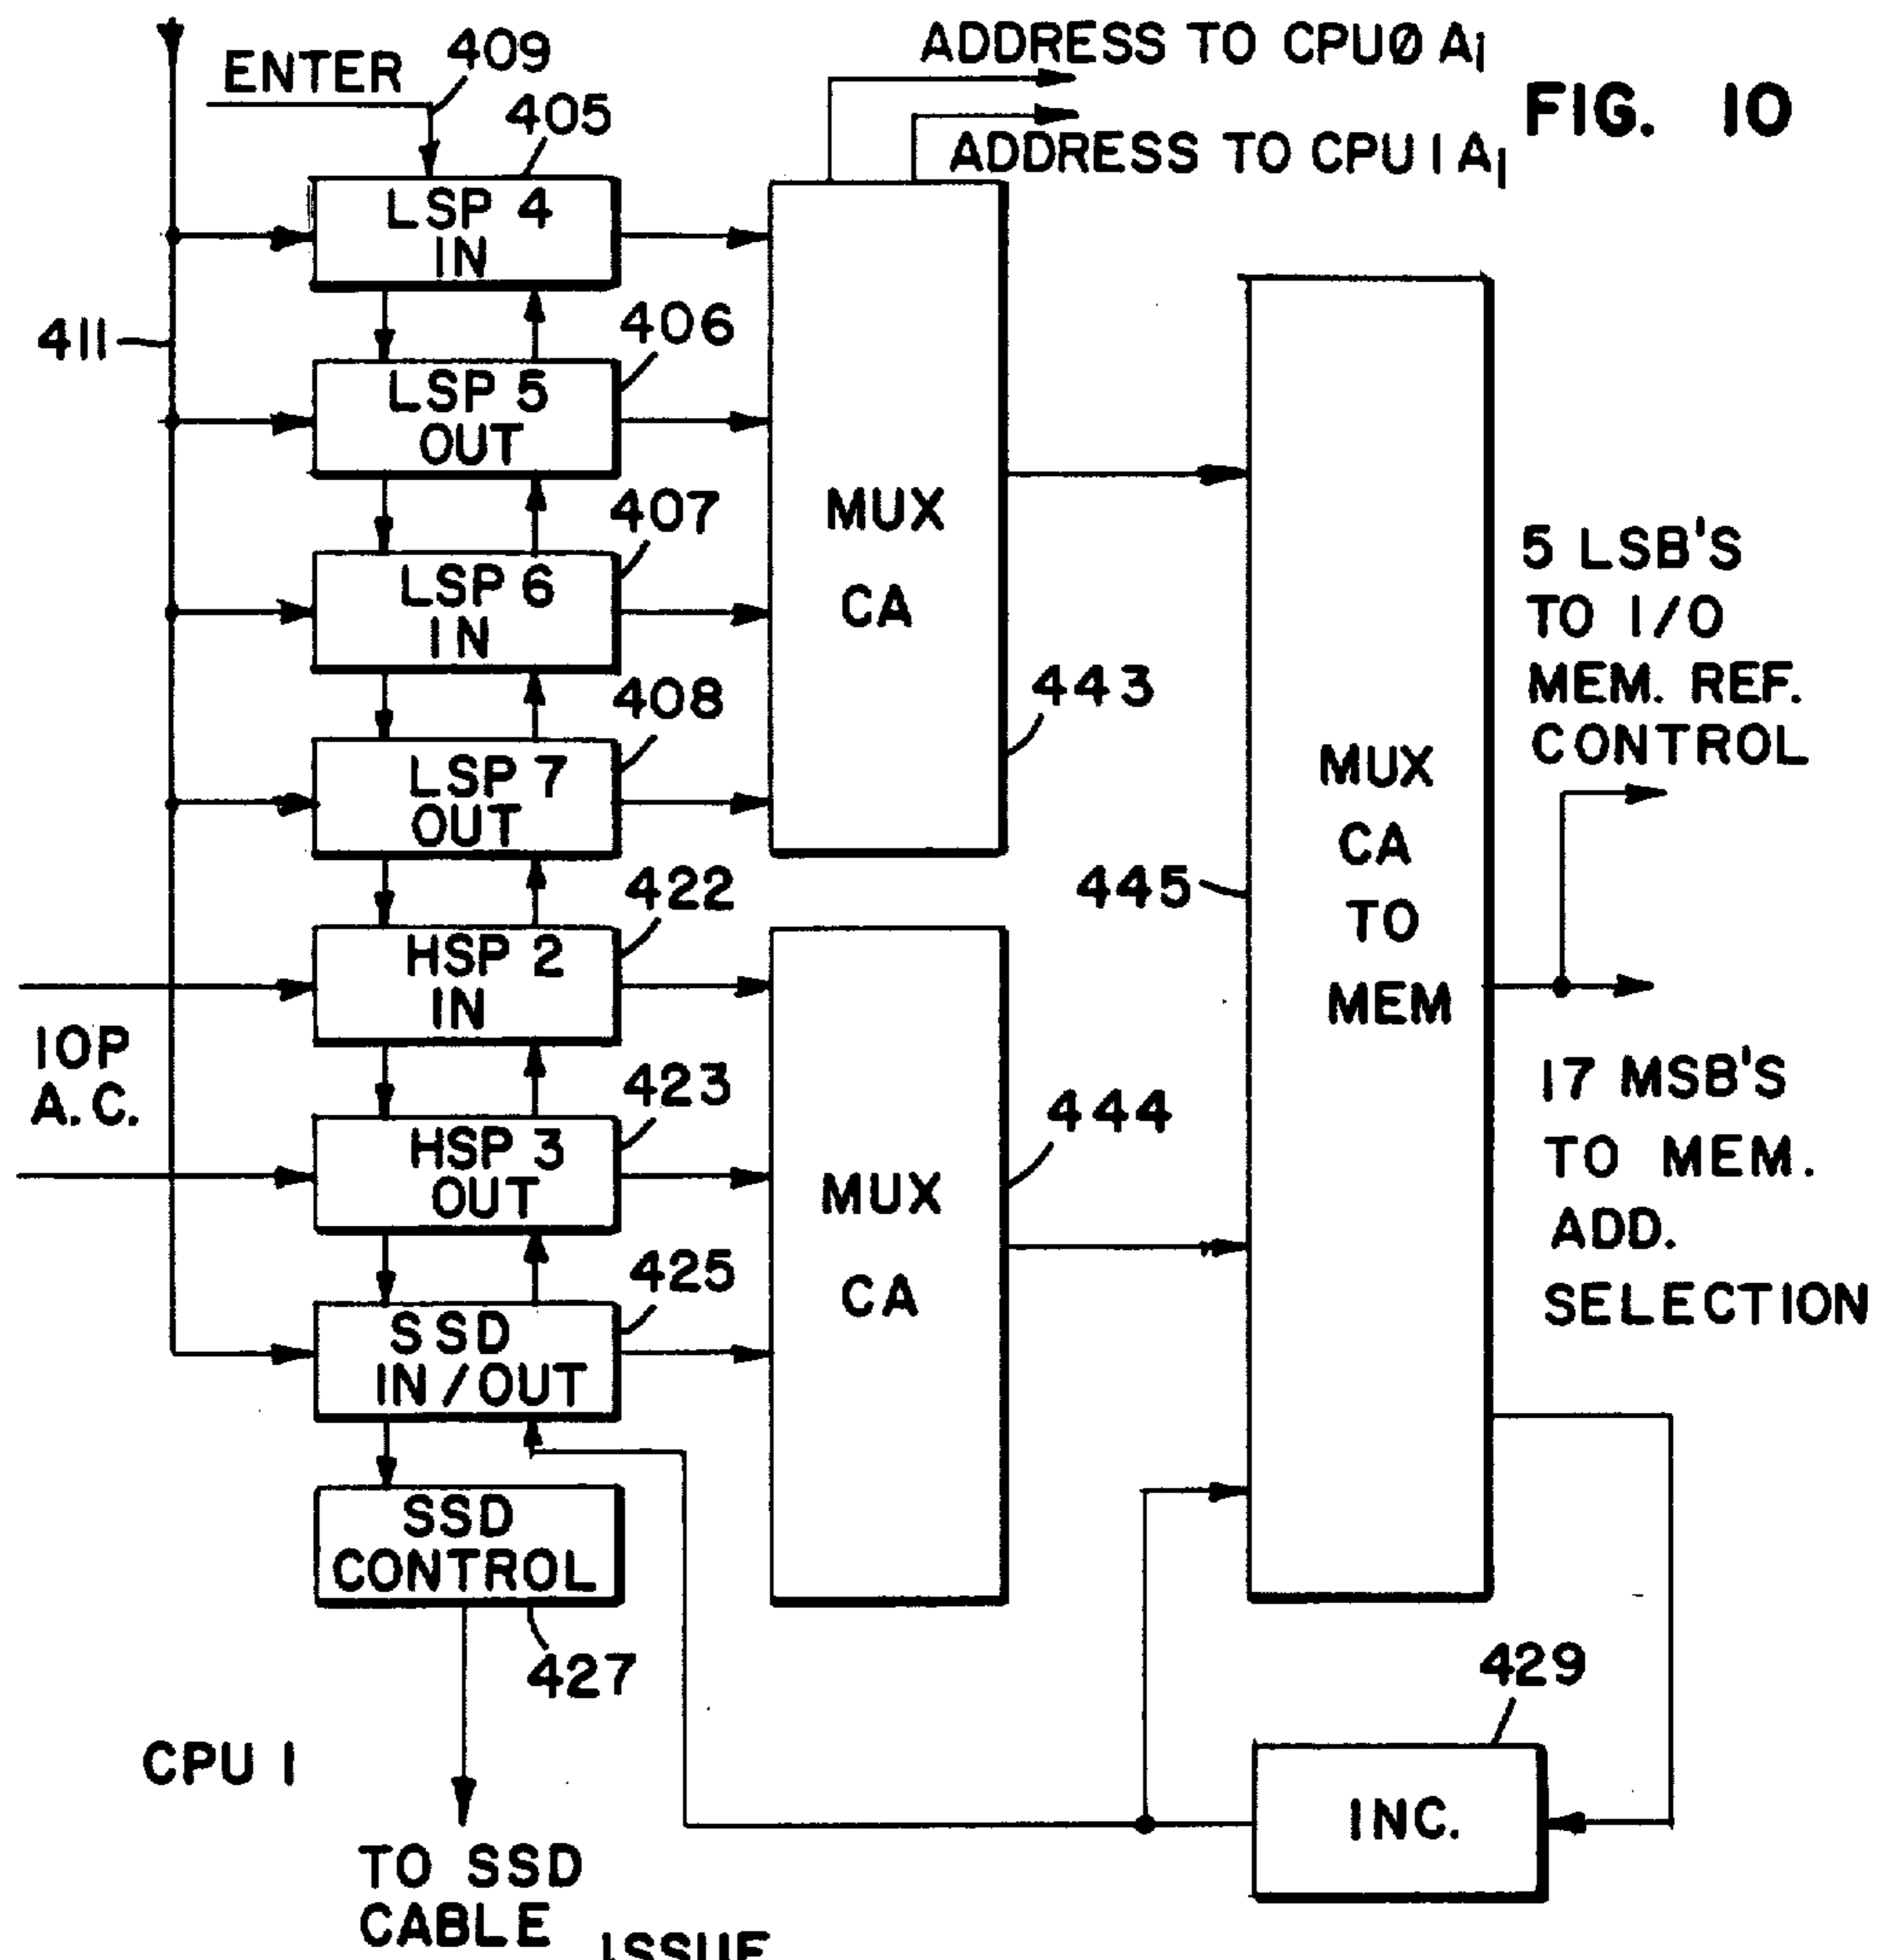 ENTER
409
ADDRESS TO CPU0 A1
ADDRESS TO CPU1 A1
FIG. 10
405
LSP 4
IN
411
406
LSP 5
OUT
407
LSP 6
IN
408
LSP 7
OUT
MUX
CA
443
5 LSB'S
TO I/O
MEM. REF.
CONTROL
MUX
CA
TO
MEM
445
422
HSP 2
IN
IOP
A.C.
423
HSP 3
OUT
444
MUX
CA
17 MSB'S
TO MEM.
ADD.
SELECTION
425
SSD
IN/OUT
SSD
CONTROL
427
429
INC.
CPU 1
TO SSD
CABLE
ISSUE